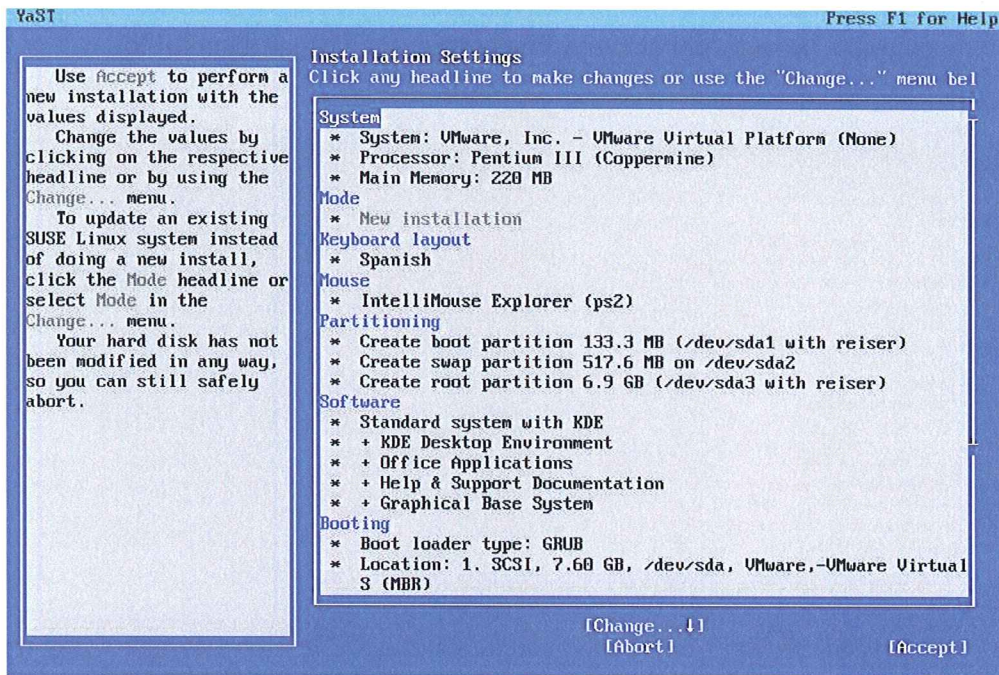 YaST Press F1 for Help
Use Accept to perform a
new installation with the
values displayed.
Change the values by
clicking on the respective
headline or by using the
Change... menu.
To update an existing
SUSE Linux system instead
of doing a new install,
click the Mode headline or
select Mode in the
Change... menu.
Your hard disk has not
been modified in any way,
so you can still safely
abort.
Installation Settings
Click any headline to make changes or use the "Change..." menu bel
System
* System: VMware, Inc. - VMware Virtual Platform (None)
* Processor: Pentium III (Coppermine)
* Main Memory: 220 MB
Mode
* New installation
Keyboard layout
* Spanish
Mouse
* IntelliMouse Explorer (ps2)
Partitioning
* Create boot partition 133.3 MB (/dev/sda1 with reiser)
* Create swap partition 517.6 MB on /dev/sda2
* Create root partition 6.9 GB (/dev/sda3 with reiser)
Software
* Standard system with KDE
* + KDE Desktop Environment
* + Office Applications
* + Help & Support Documentation
* + Graphical Base System
Booting
* Boot loader type: GRUB
* Location: 1. SCSI, 7.60 GB, /dev/sda, VMware,-VMware Virtual
S (MBR)
[Change...↓]
[Abort] [Accept]